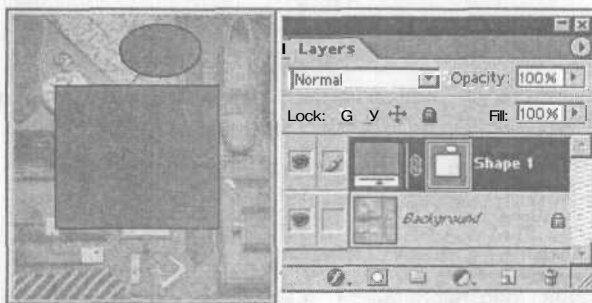 Layers
Normal Opacity: 100%
Lock: G У Fill: 100%
Shape 1
Background